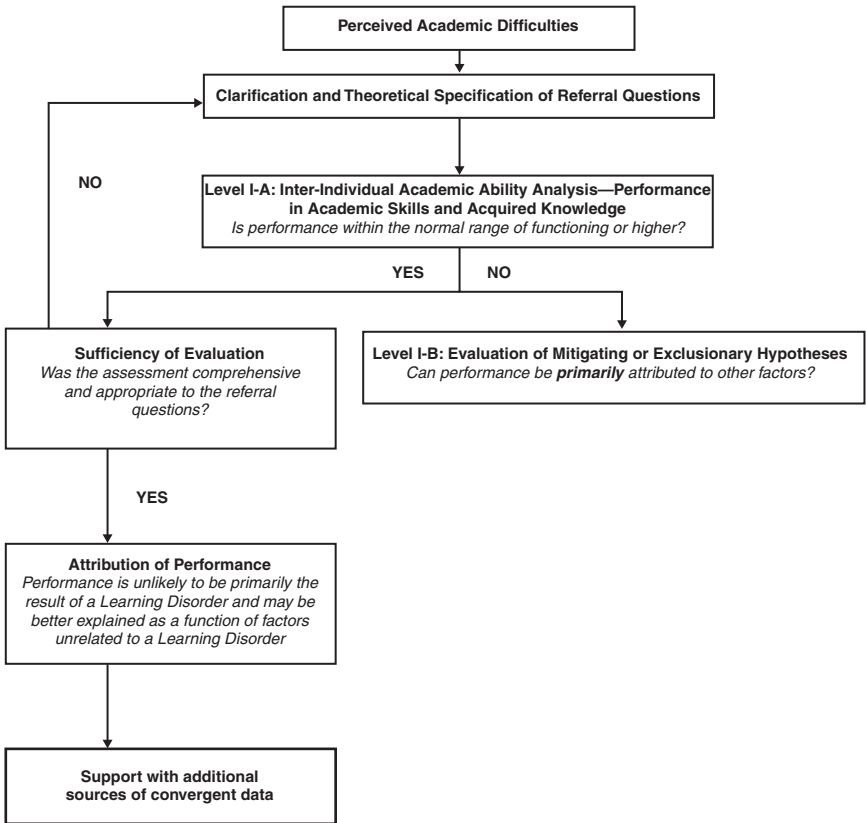 Perceived Academic Difficulties
Clarification and Theoretical Specification of Referral Questions
NO
Level I-A: Inter-Individual Academic Ability Analysis—Performance
in Academic Skills and Acquired Knowledge
Is performance within the normal range of functioning or higher?
YES
NO
Sufficiency of Evaluation
Was the assessment comprehensive
and appropriate to the referral
questions?
Level I-B: Evaluation of Mitigating or Exclusionary Hypotheses
Can performance be primarily attributed to other factors?
YES
Attribution of Performance
Performance is unlikely to be primarily the
result of a Learning Disorder and may be
better explained as a function of factors
unrelated to a Learning Disorder
Support with additional
sources of convergent data